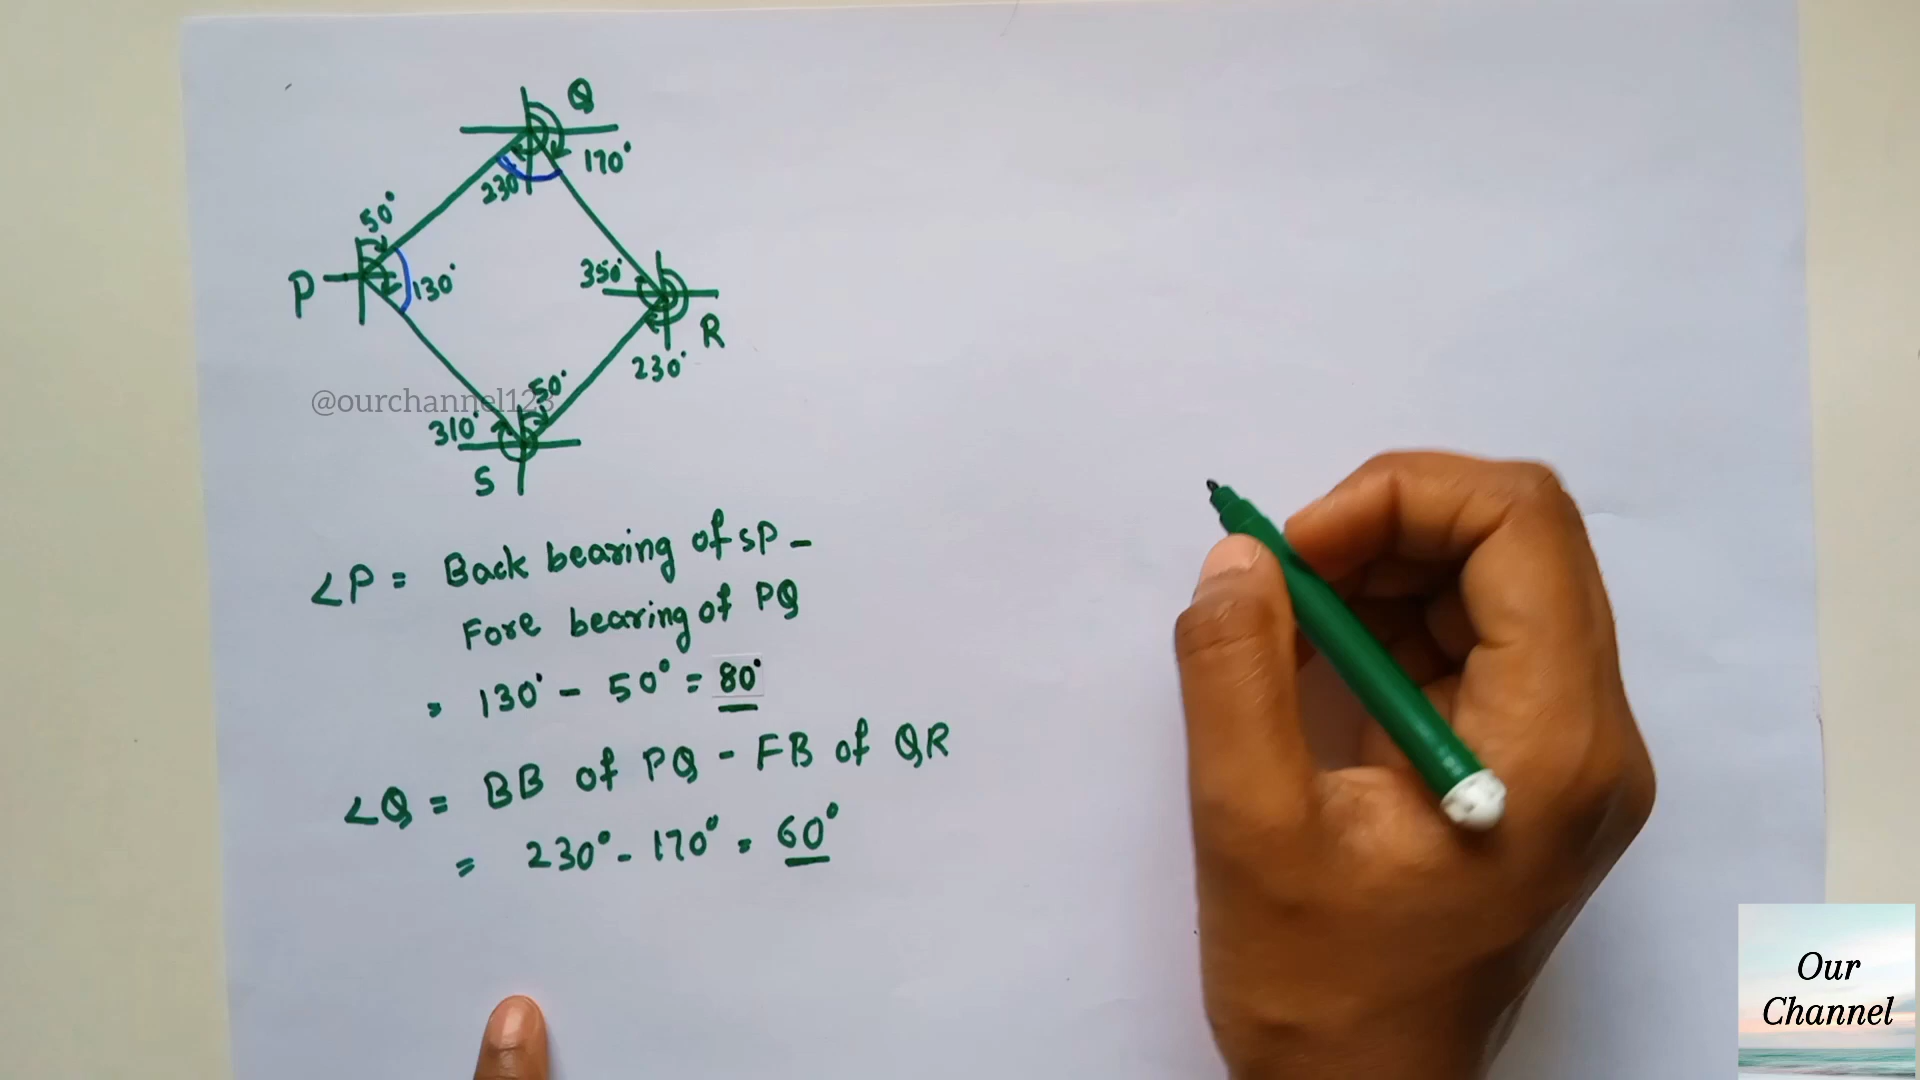 Q
170°
230
50°
P
130°
350°
R
230°
50°
@ourchannel123
310°
S
∠P = Back bearing of SP -
Fore bearing of PQ
= 130° - 50° = 80°
∠Q = BB of PQ - FB of QR
= 230° - 170° = 60°
Our
Channel